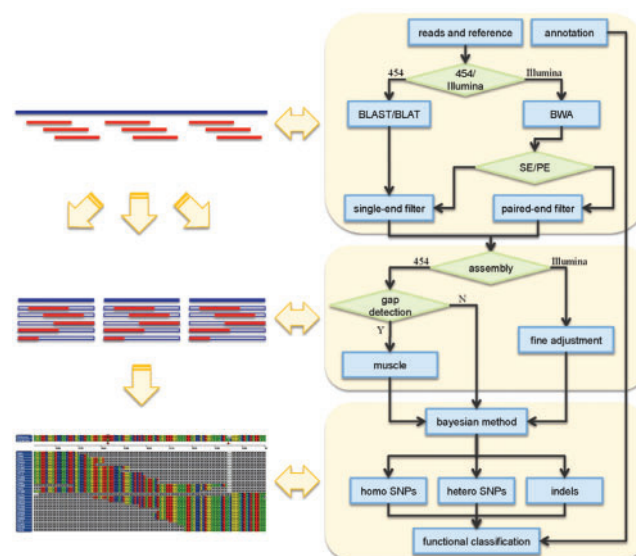 reads and reference
annotation
454
454/
Illumina
Illumina
BLAST/BLAT
BWA
SE/PE
single-end filter
paired-end filter
454
assembly
Illumina
gap
detection
N
Y
muscle
fine adjustment
bayesian method
homo SNPs
hetero SNPs
indels
functional classification